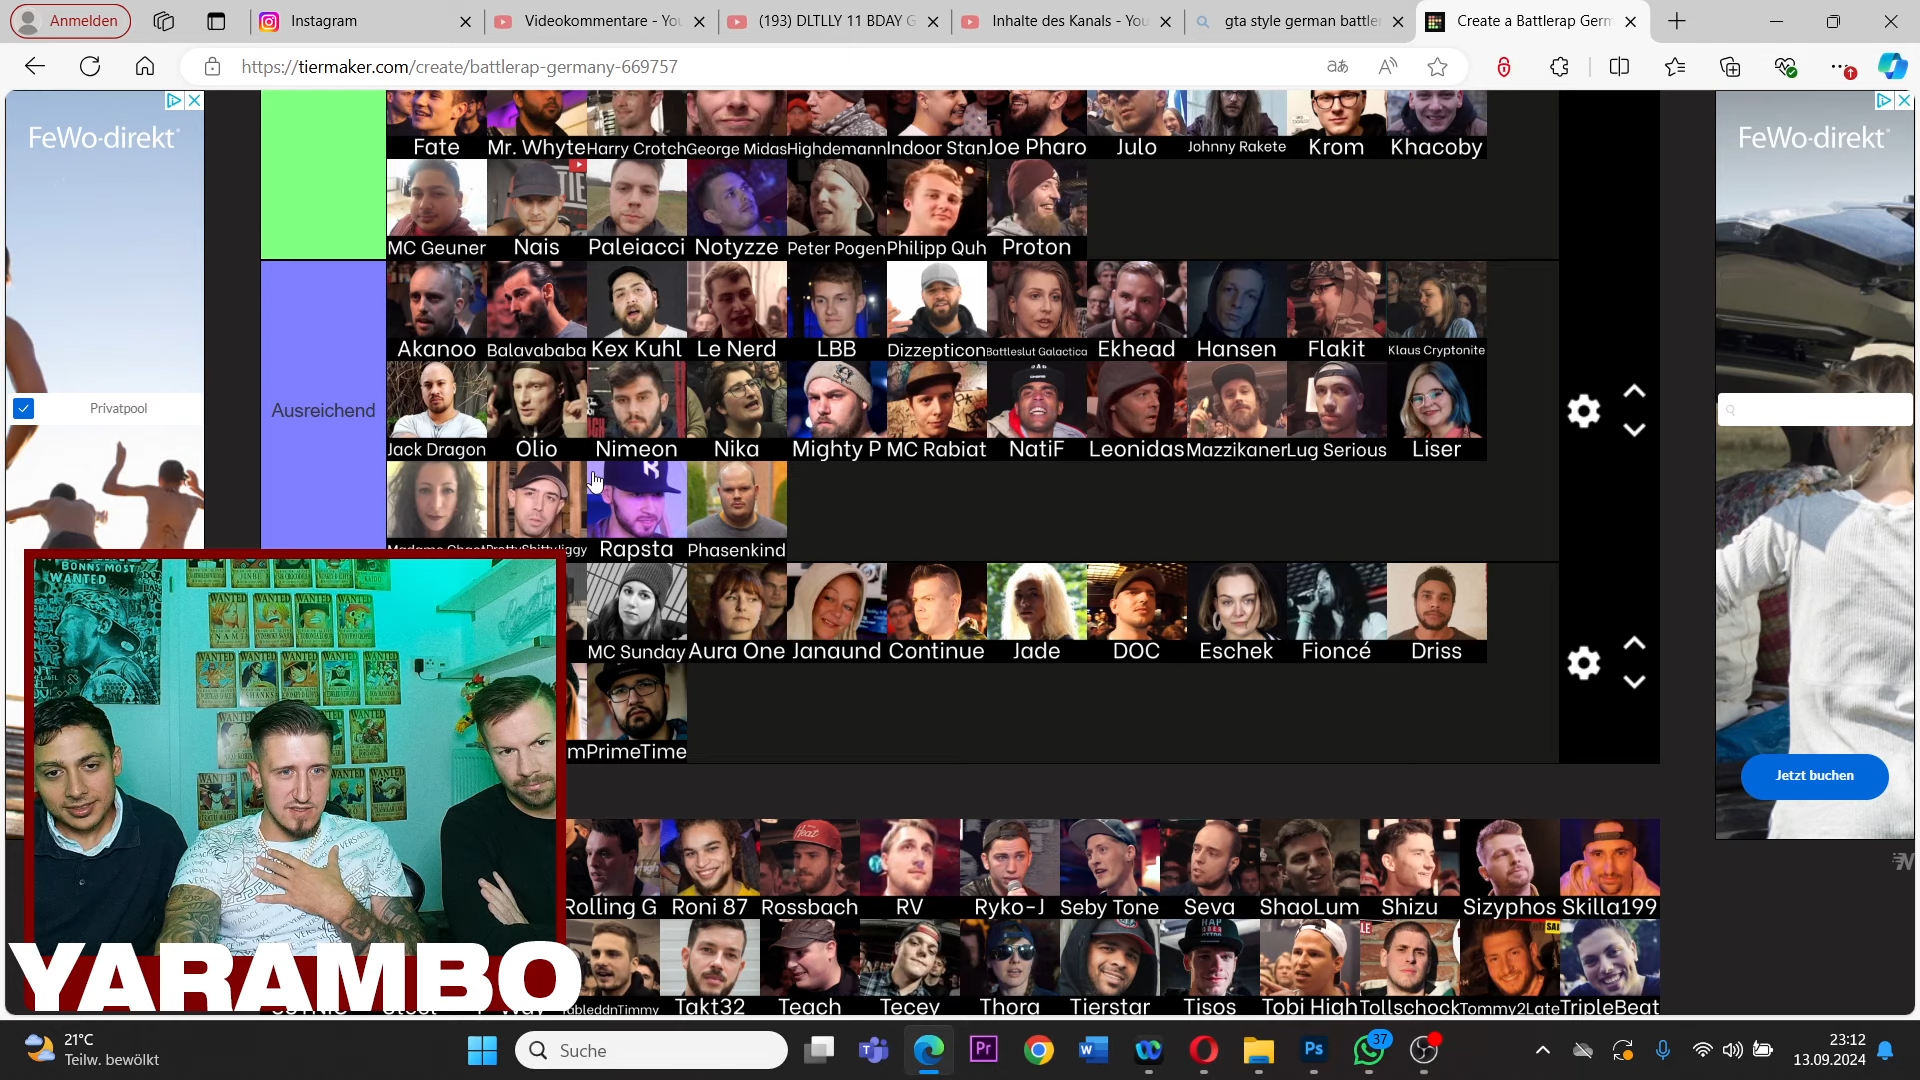 Anmelden
Instagram
Videokommentare - You
(193) DLTLLY 11 BDAY G
Inhalte des Kanals - You
gta style german battler
Create a Battlerap Germ
https://tiermaker.com/create/battlerap-germany-669757
FeWo-direkt
FeWo-direkt
Fate Mr. Whyte Harry Crotch George Midas Highdemann Indoor Stan Joe Pharo Julo Johnny Rakete Krom Khacoby
MC Geuner Nais Paleiacci Notyzze Peter Pogen Philipp Quh Proton
Akanoo Balavababa Kex Kuhl Le Nerd LBB Dizzepticon Battleslut Galactica Ekhead Hansen Flakit Klaus Cryptonite
Privatpool
Ausreichend
Jack Dragon Olio Nimeon Nika Mighty P MC Rabiat NatiF Leonidas Mazzikaner Lug Serious Liser
Rapsta Phasenkind
BONNS MOST
WANTED
MC Sunday Aura One Janaund Continue Jade DOC Eschek Fioncé Driss
mPrimeTime
Jetzt buchen
Rolling G Roni 87 Rossbach RV Ryko-J Seby Tone Seva ShaoLum Shizu Sizyphos Skilla199
YARAMBO
Takt32 Teach Tecey Thora Tierstar Tisos Tobi High Tollschock Tommy2Late TripleBeat
21°C
Teilw. bewölkt
Suche
37
23:12
13.09.2024